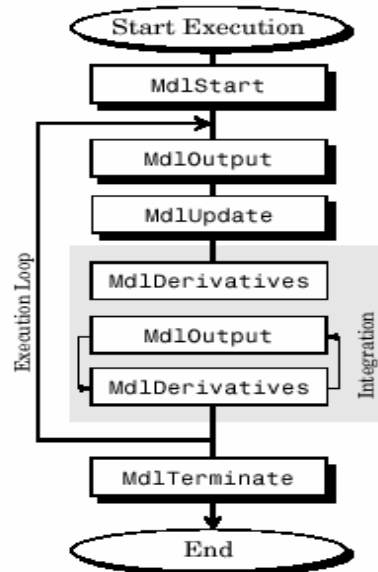 Start Execution
MdlStart
MdlOutput
MdlUpdate
MdlDerivatives
MdlOutput
MdlDerivatives
Execution Loop
Integration
MdlTerminate
End